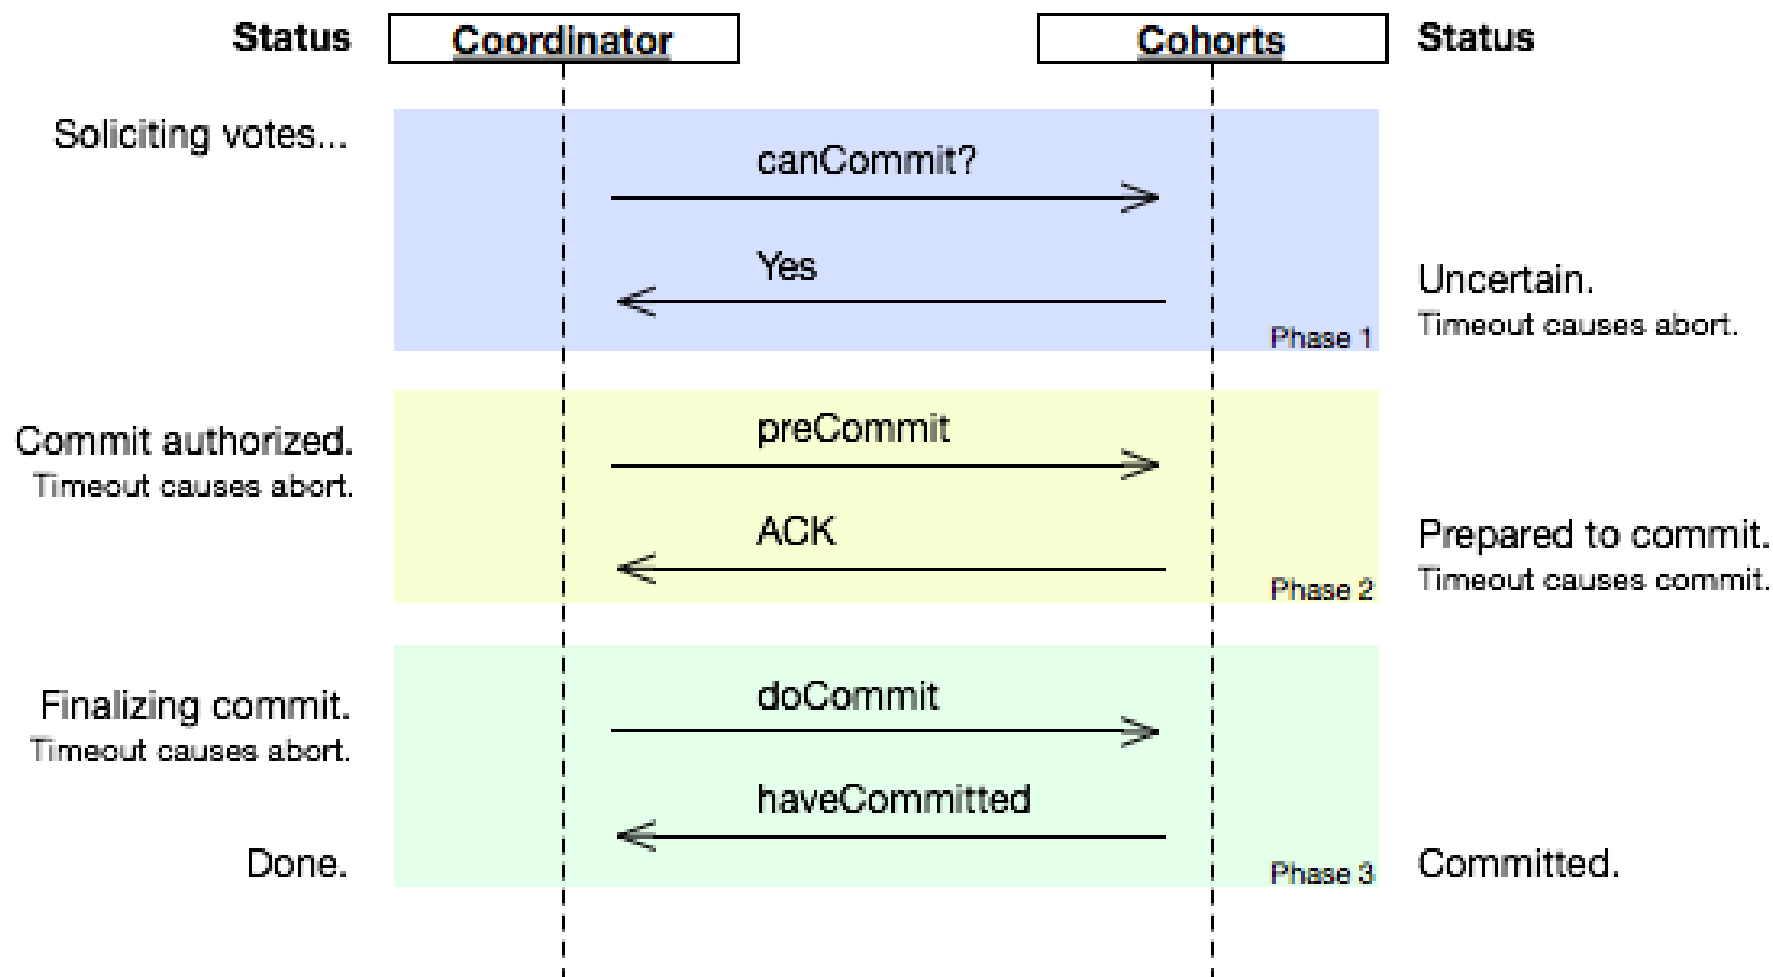 Status
Coordinator
Cohorts
Status
Soliciting votes...
canCommit?
Yes
Uncertain.
Timeout causes abort.
Phase 1
Commit authorized.
Timeout causes abort.
preCommit
ACK
Prepared to commit.
Timeout causes commit.
Phase 2
Finalizing commit.
Timeout causes abort.
doCommit
haveCommitted
Done.
Committed.
Phase 3